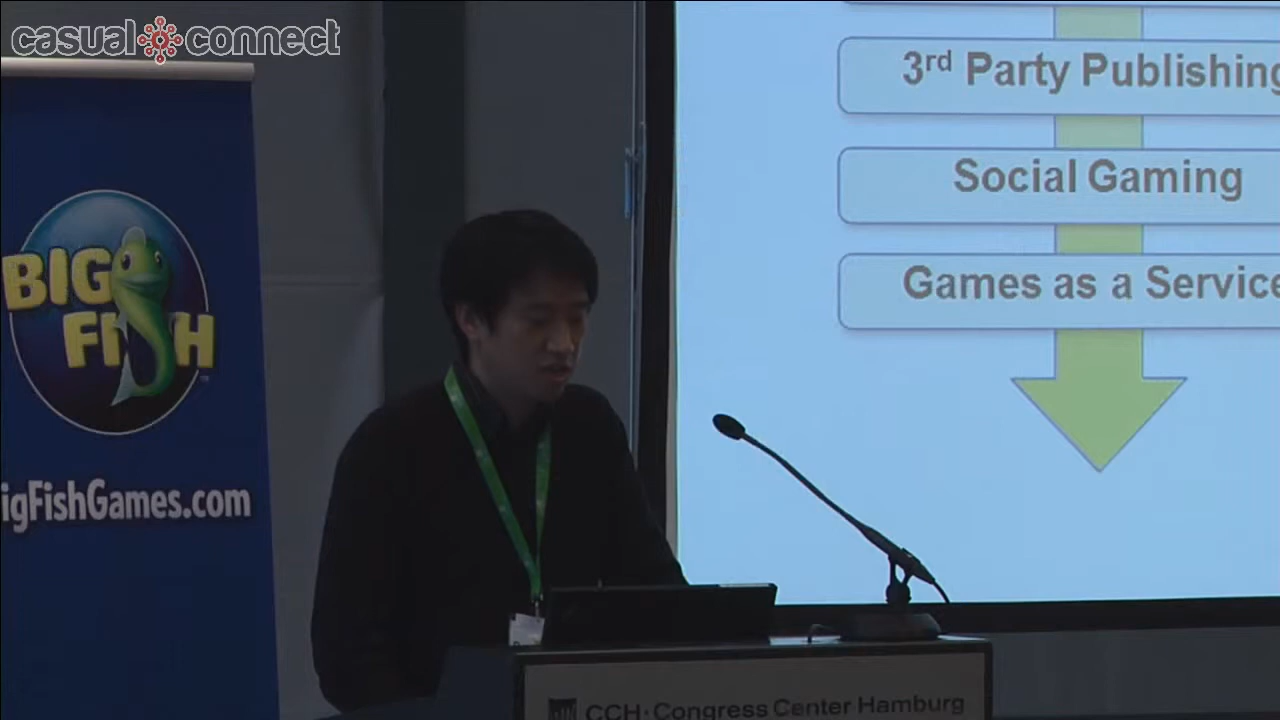 casual connect
3rd Party Publishing
Social Gaming
Games as a Service
BIG
FISH
igFishGames.com
CCH·Congress Center Hamburg